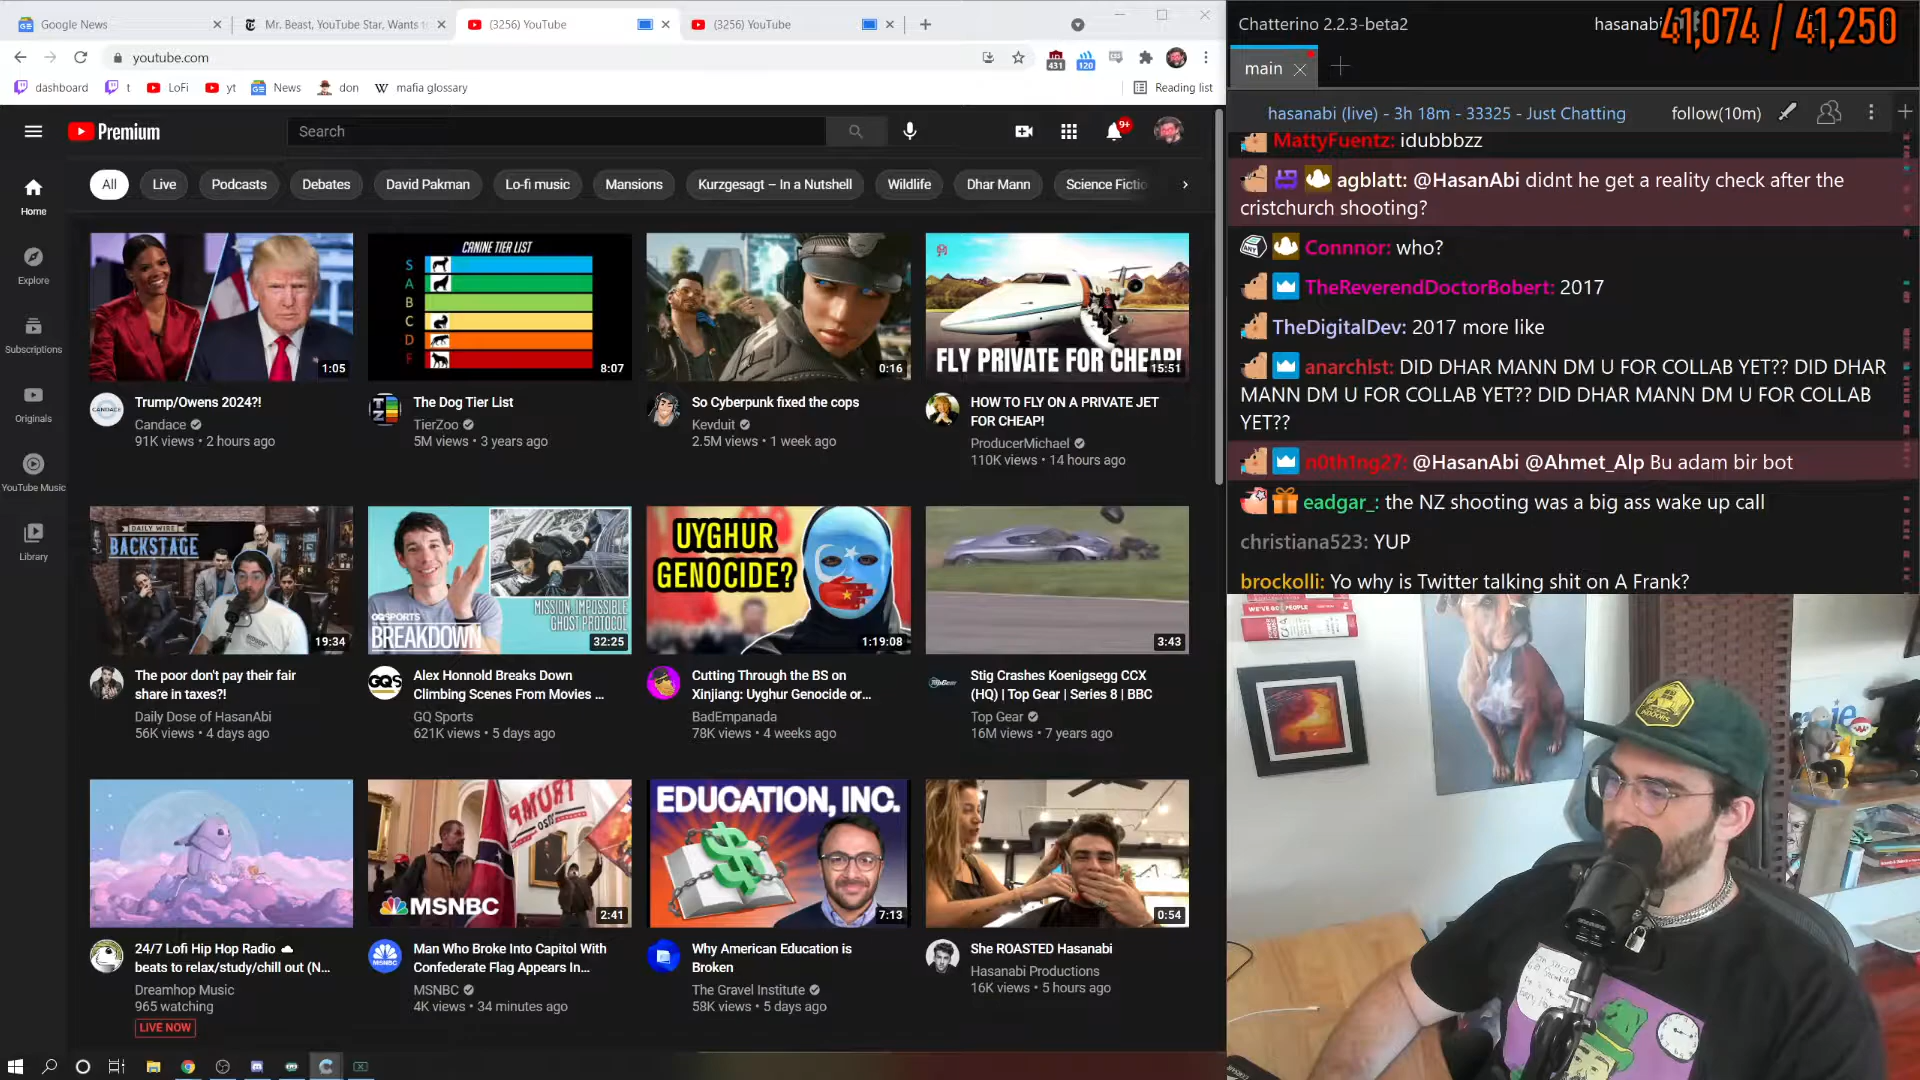 Google News
Mr. Beast, YouTube Star, Wants to
(3256) YouTube
(3256) YouTube
youtube.com
431
120
dashboard
t
LoFi
yt
News
don
mafia glossary
Reading list
Premium
Search
9+
All
Live
Podcasts
Debates
David Pakman
Lo-fi music
Mansions
Kurzgesagt – In a Nutshell
Wildlife
Dhar Mann
Science Fictio
Home
Explore
Subscriptions
Originals
YouTube Music
Library
1:05
Trump/Owens 2024?!
Candace
91K views • 2 hours ago
CANINE TIER LIST
S
A
B
C
D
F
8:07
The Dog Tier List
TierZoo
5M views • 3 years ago
0:16
So Cyberpunk fixed the cops
Kevduit
2.5M views • 1 week ago
FLY PRIVATE FOR CHEAP!
15:51
HOW TO FLY ON A PRIVATE JET
FOR CHEAP!
ProducerMichael
110K views • 14 hours ago
DAILY WIRE
BACKSTAGE
19:34
The poor don't pay their fair
share in taxes?!
Daily Dose of HasanAbi
56K views • 4 days ago
GQ SPORTS
BREAKDOWN
MISSION: IMPOSSIBLE
GHOST PROTOCOL
32:25
GQS
Alex Honnold Breaks Down
Climbing Scenes From Movies ...
GQ Sports
621K views • 5 days ago
UYGHUR
GENOCIDE?
1:19:08
Cutting Through the BS on
Xinjiang: Uyghur Genocide or...
BadEmpanada
78K views • 4 weeks ago
3:43
Stig Crashes Koenigsegg CCX
(HQ) | Top Gear | Series 8 | BBC
Top Gear
16M views • 7 years ago
24/7 Lofi Hip Hop Radio
beats to relax/study/chill out (N...
Dreamhop Music
965 watching
LIVE NOW
MSNBC
2:41
Man Who Broke Into Capitol With
Confederate Flag Appears In...
MSNBC
4K views • 34 minutes ago
EDUCATION, INC.
7:13
Why American Education is
Broken
The Gravel Institute
58K views • 5 days ago
0:54
She ROASTED Hasanabi
Hasanabi Productions
16K views • 5 hours ago
Chatterino 2.2.3-beta2
hasanabi
41,074 / 41,250
main
hasanabi (live) - 3h 18m - 33325 - Just Chatting
follow(10m)
MattyFuentz: idubbbzz
agblatt: @HasanAbi didnt he get a reality check after the
cristchurch shooting?
Connnor: who?
TheReverendDoctorBobert: 2017
TheDigitalDev: 2017 more like
anarchlst: DID DHAR MANN DM U FOR COLLAB YET?? DID DHAR
MANN DM U FOR COLLAB YET?? DID DHAR MANN DM U FOR COLLAB
YET??
n0th1ng27: @HasanAbi @Ahmet_Alp Bu adam bir bot
eadgar_: the NZ shooting was a big ass wake up call
christiana523: YUP
brockolli: Yo why is Twitter talking shit on A Frank?